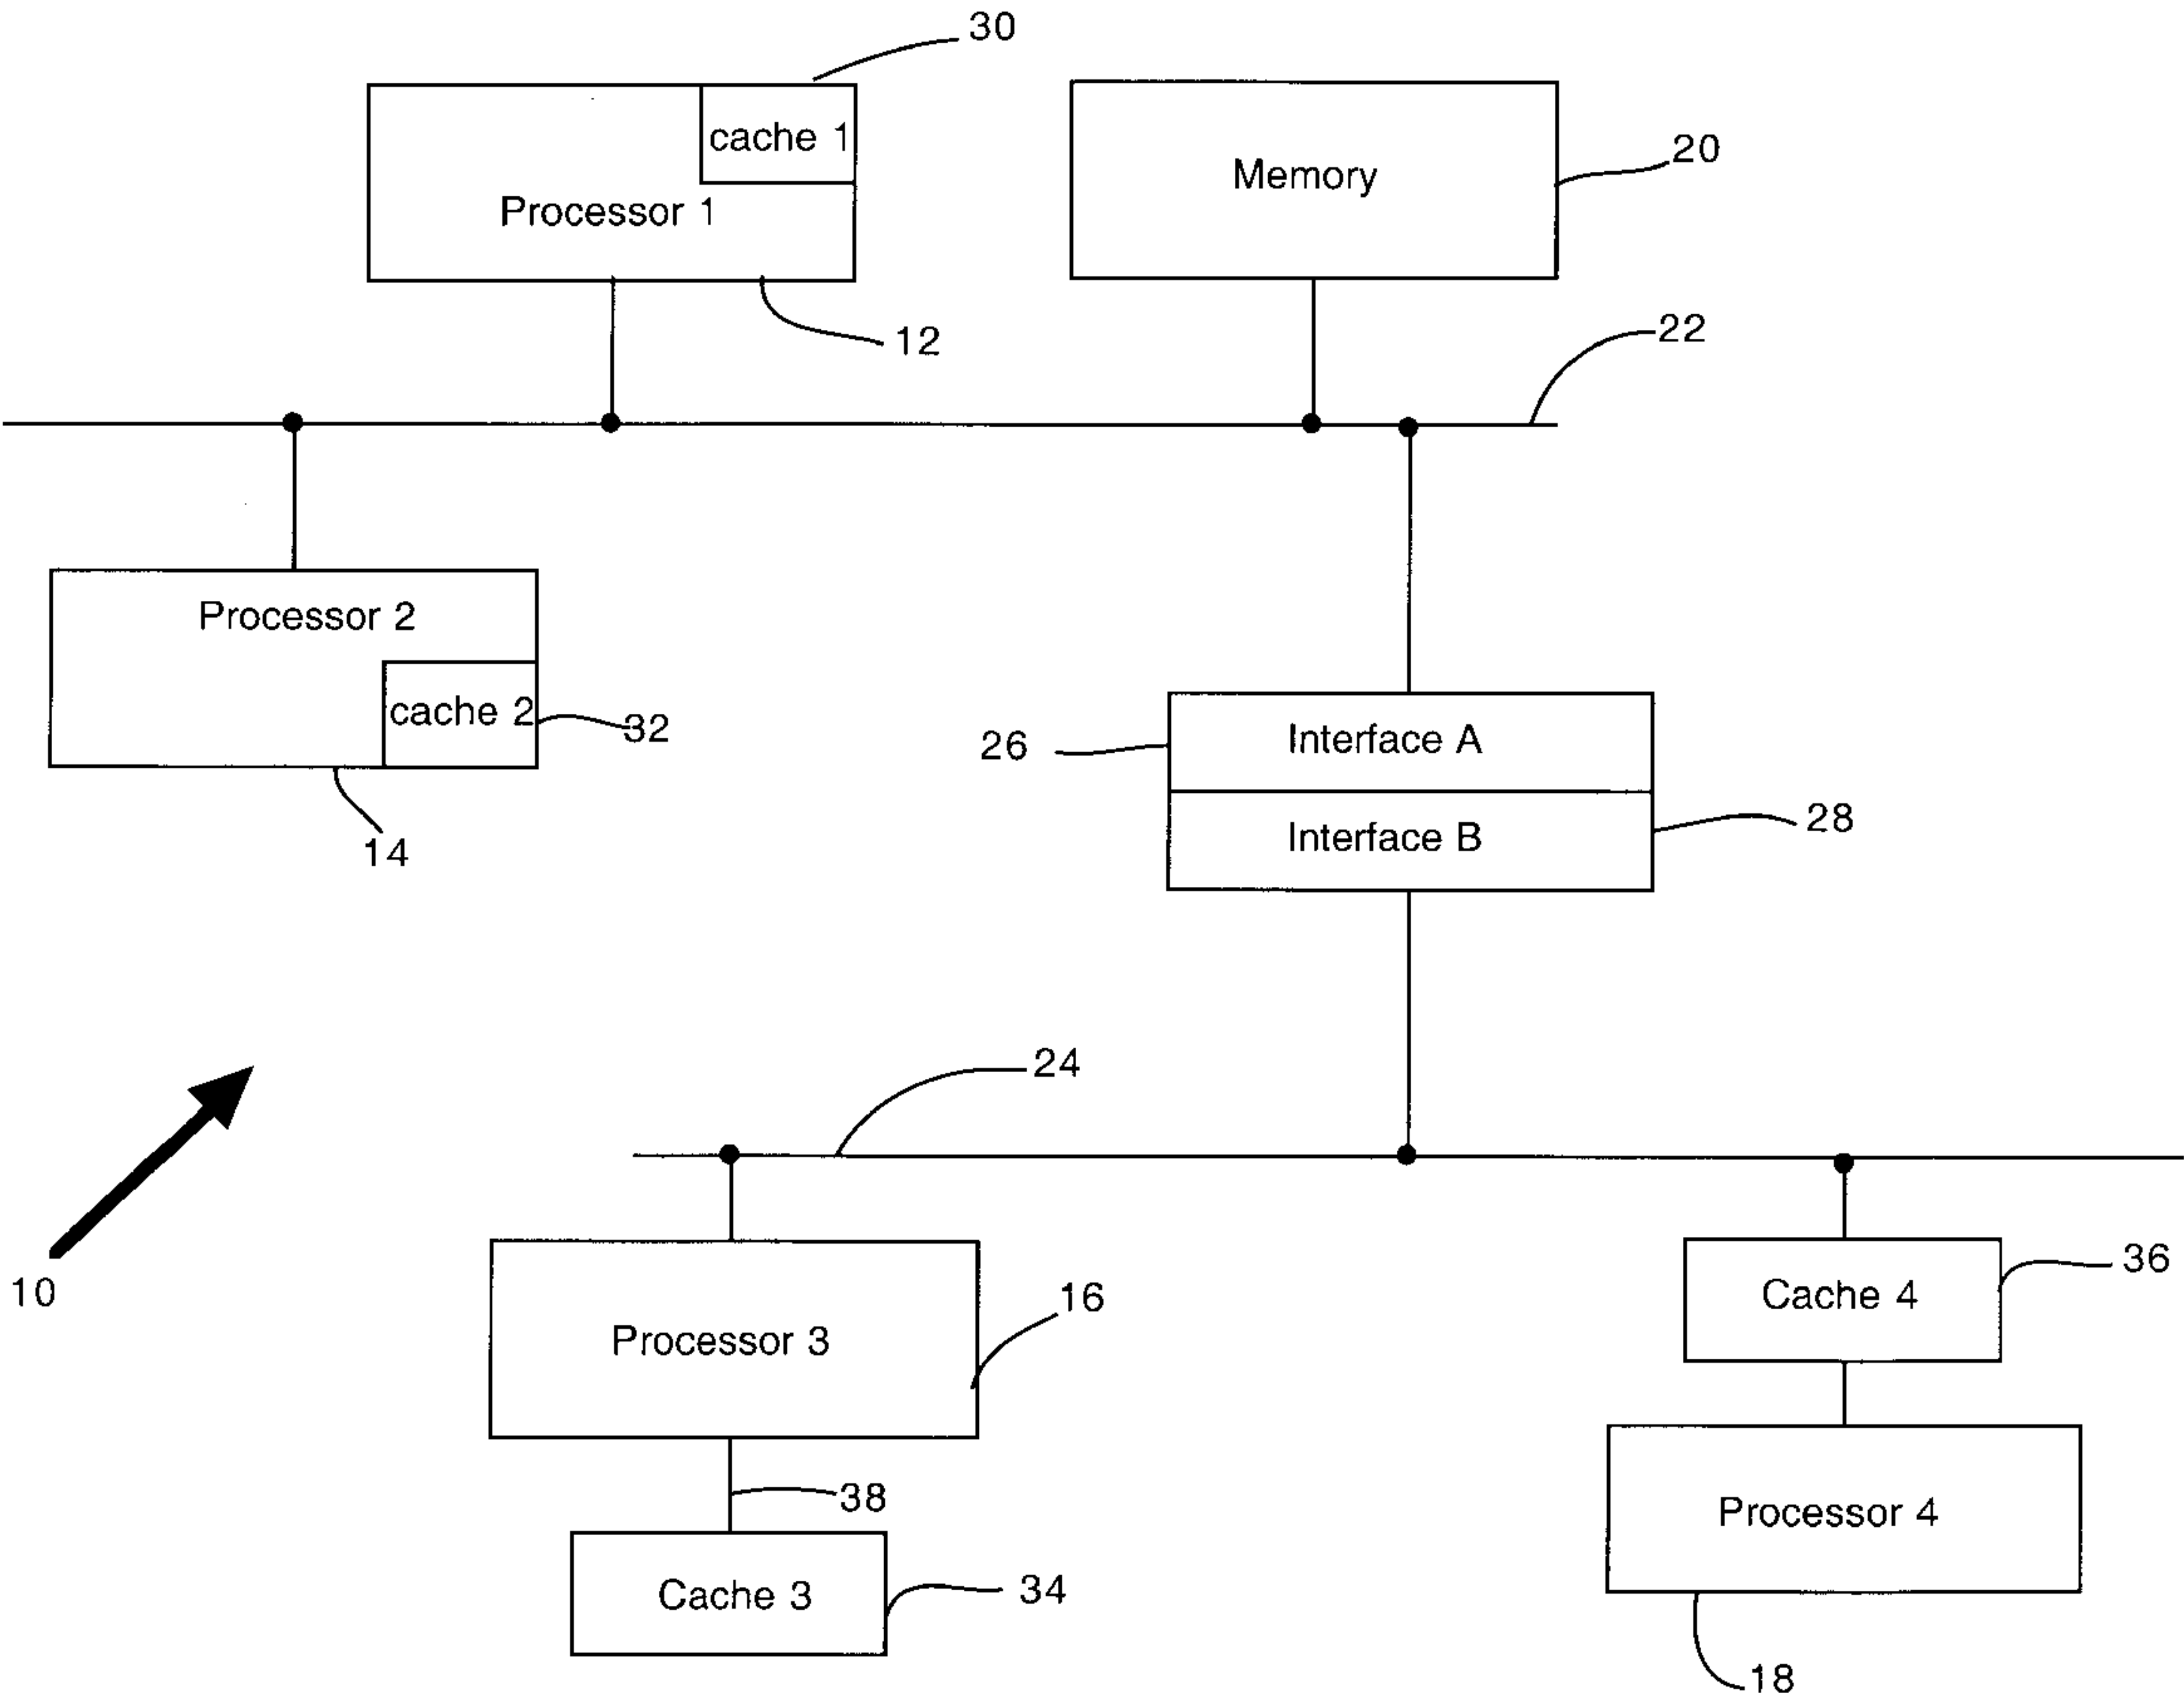 30
cache 1
Processor 1
Memory
20
12
22
Processor 2
cache 2
32
14
26
Interface A
Interface B
28
24
10
Processor 3
16
Cache 4
36
38
Processor 4
Cache 3
34
18